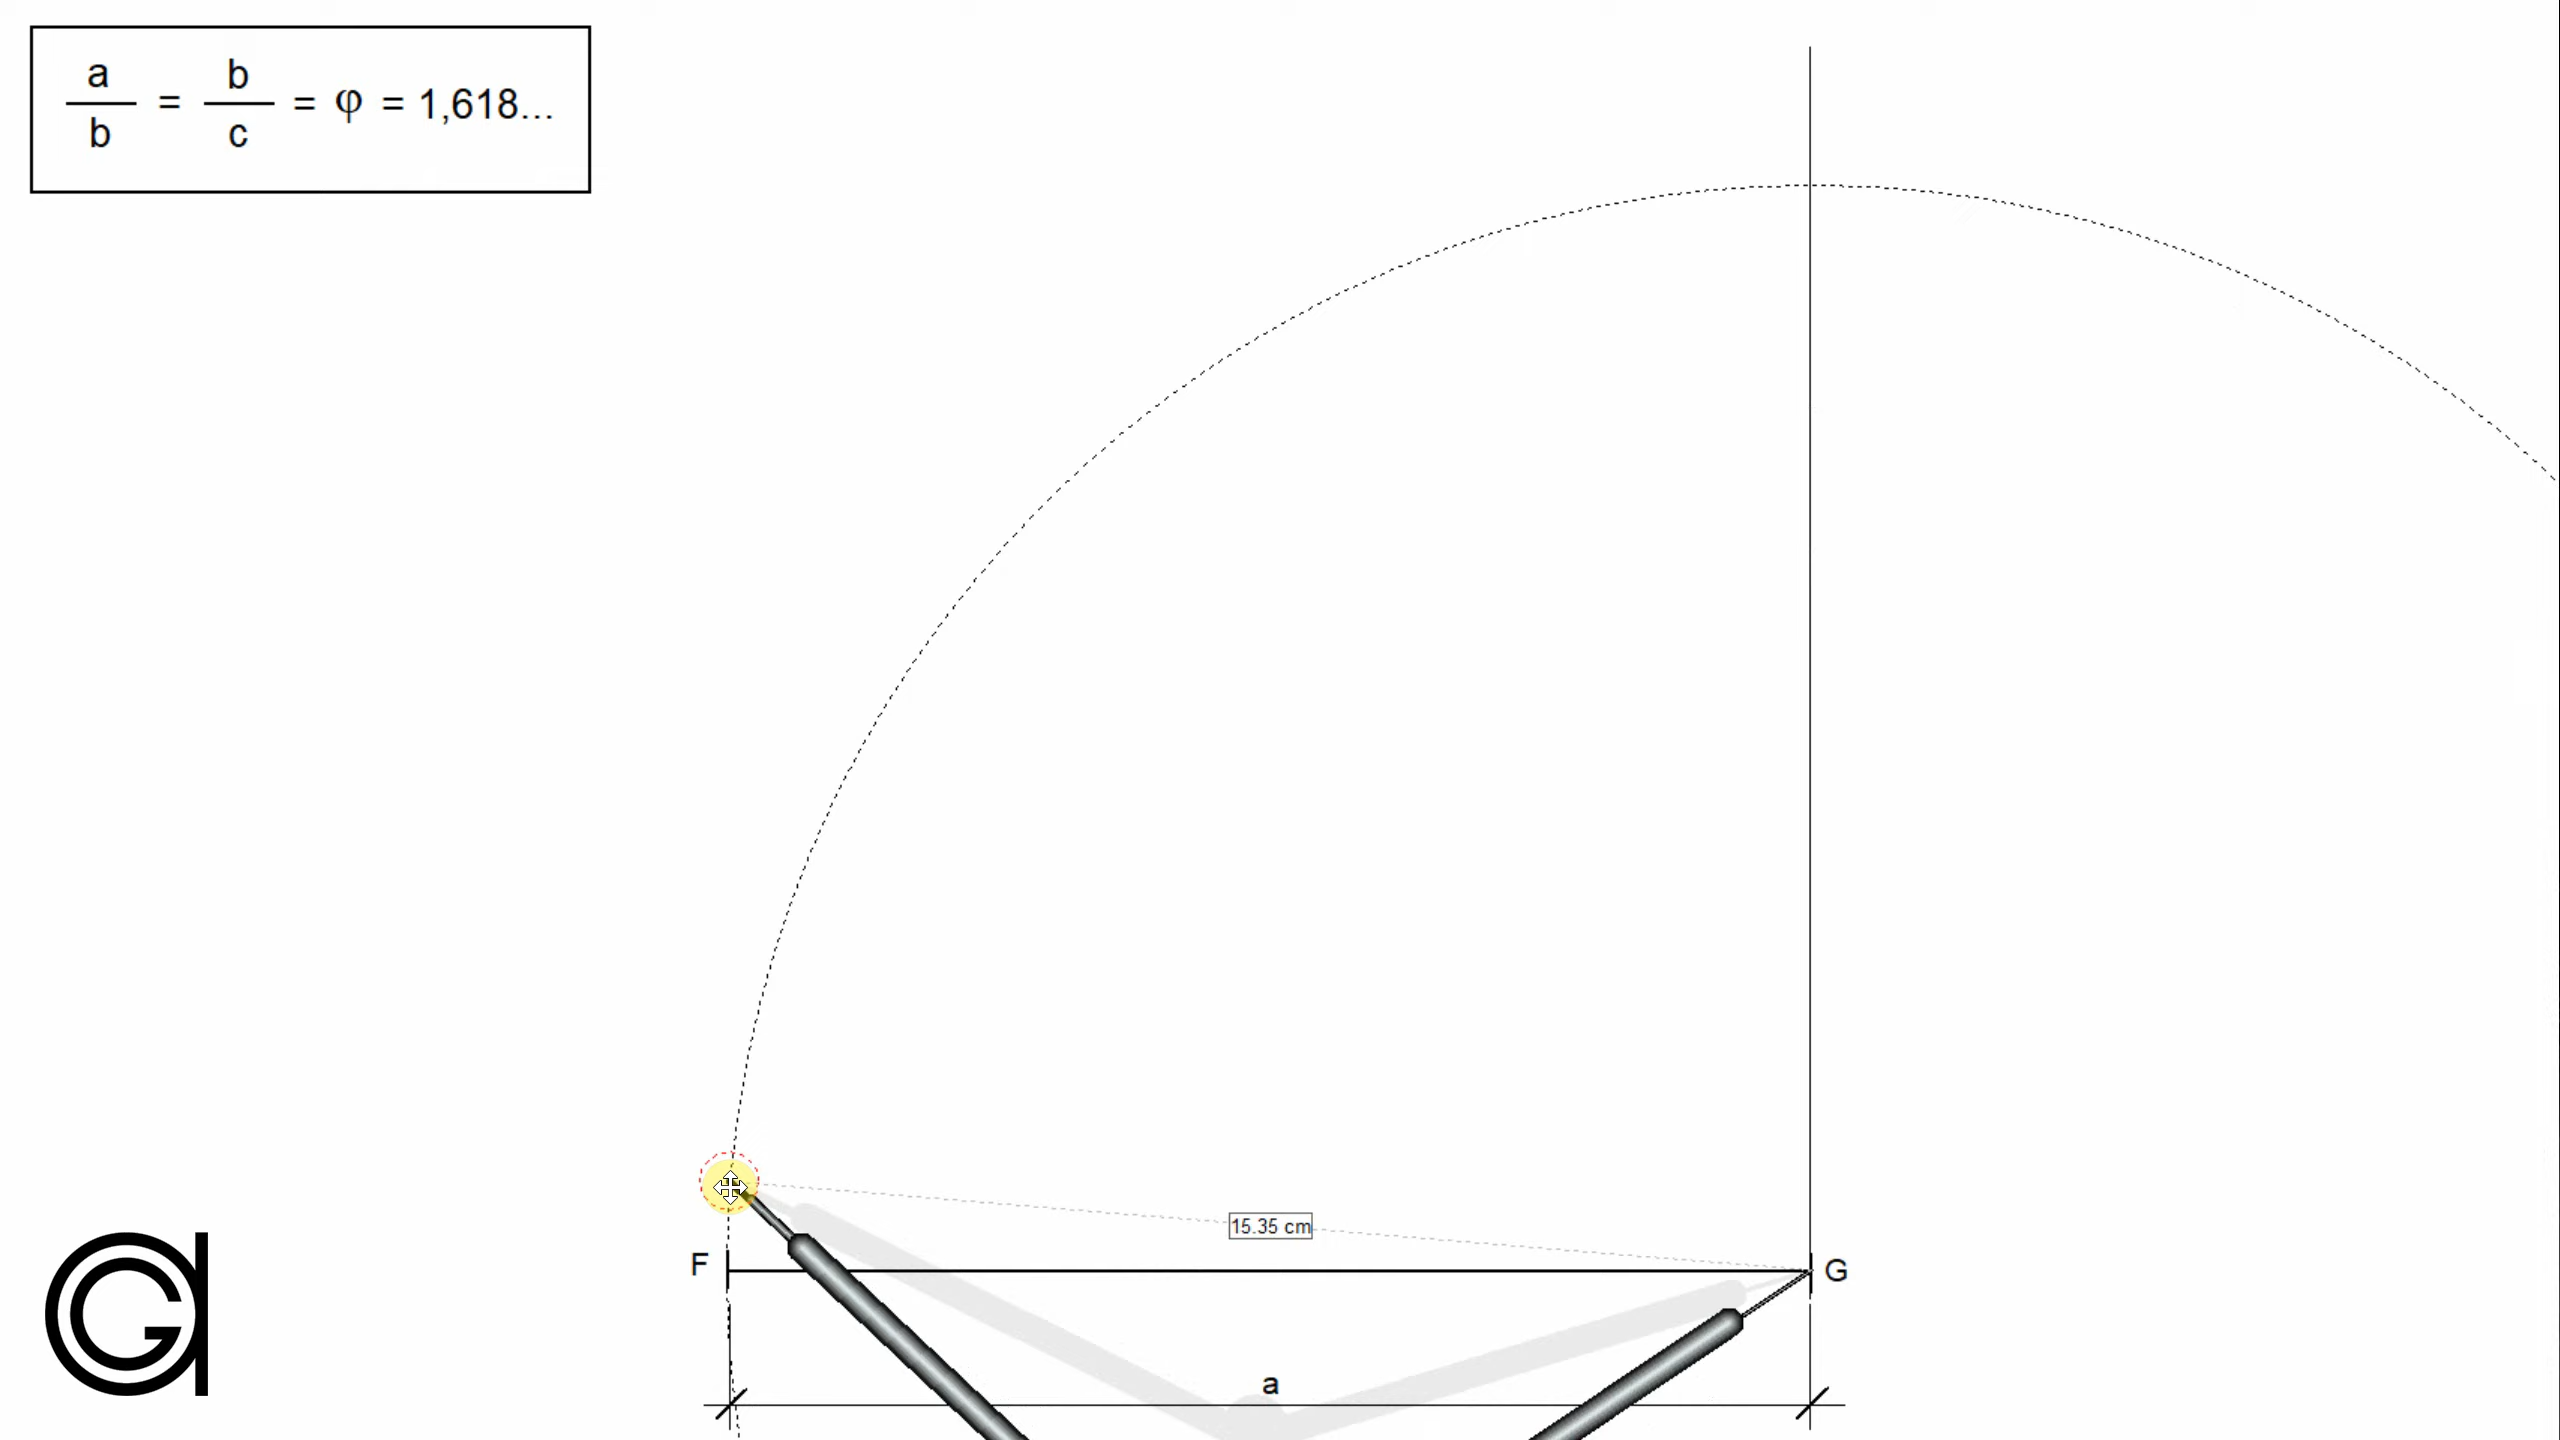 a/b = b/c = φ = 1,618...
15.35 cm
F
G
a